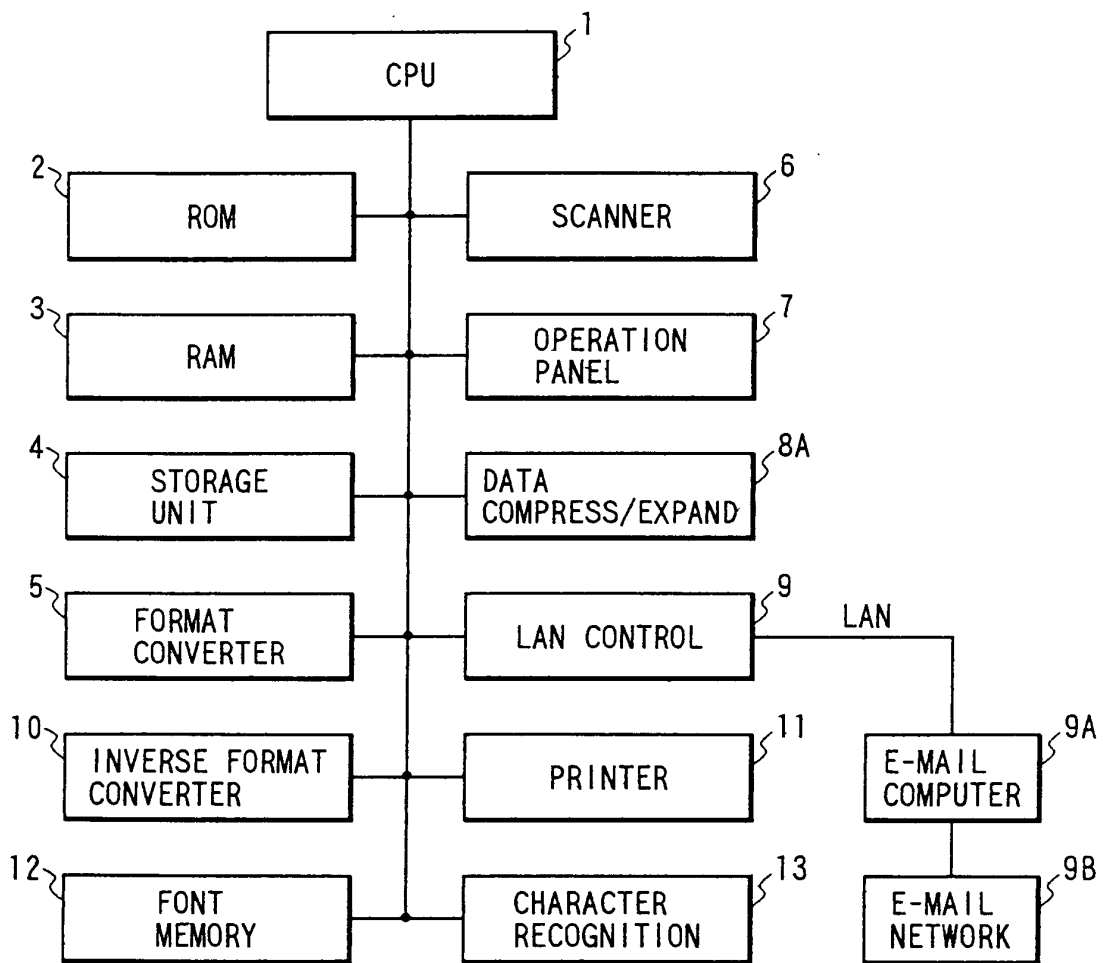 1
CPU
2
ROM
6
SCANNER
3
RAM
7
OPERATION
PANEL
4
STORAGE
UNIT
8A
DATA
COMPRESS/EXPAND
5
FORMAT
CONVERTER
9
LAN CONTROL
LAN
10
INVERSE FORMAT
CONVERTER
11
PRINTER
9A
E-MAIL
COMPUTER
12
FONT
MEMORY
13
CHARACTER
RECOGNITION
9B
E-MAIL
NETWORK